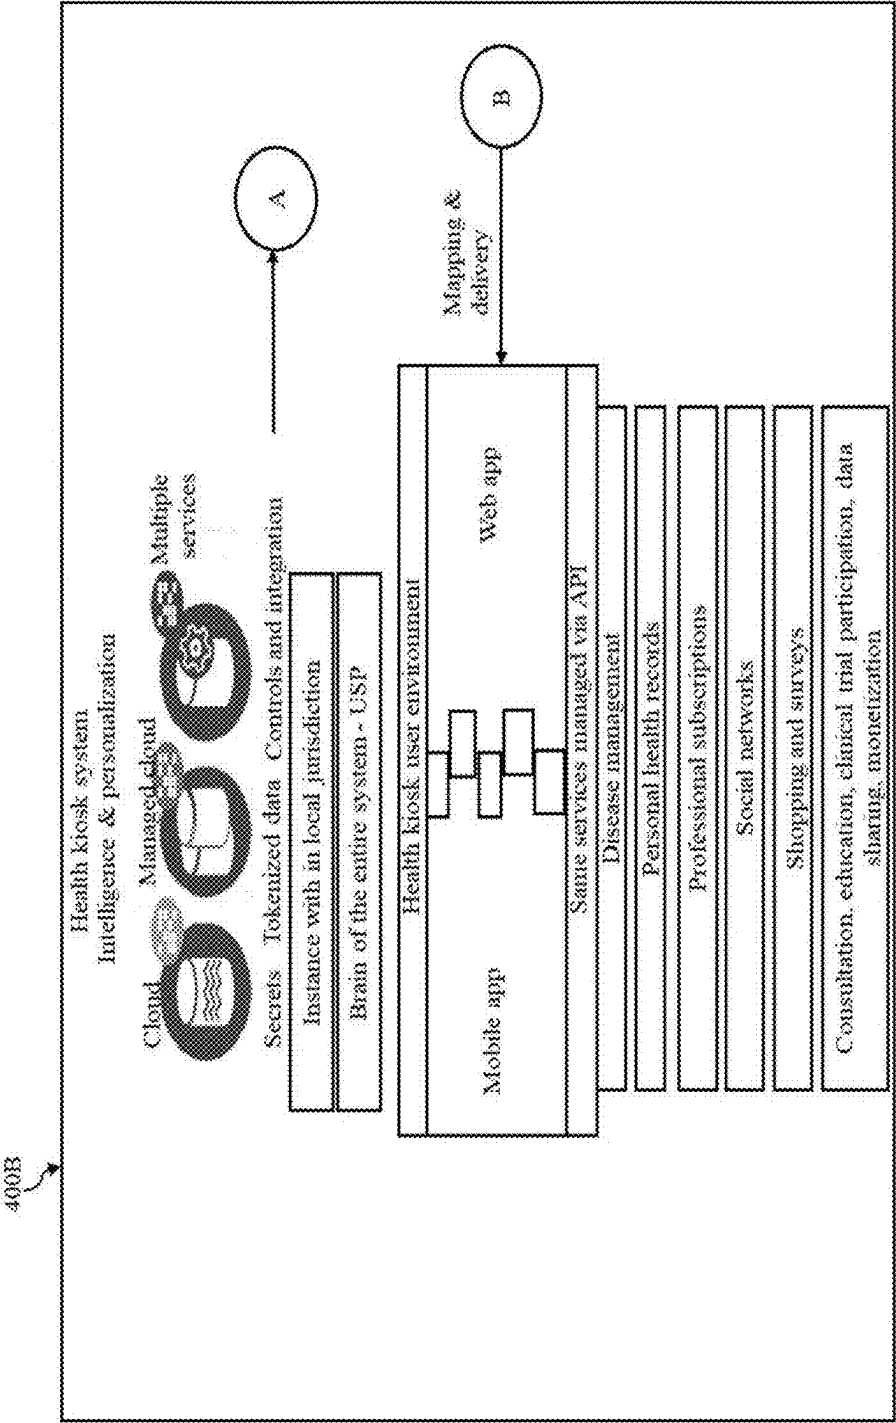 400B
Health kiosk system
Intelligence & personalization
Cloud
Managed cloud
Multiple
services
Secrets
Tokenized data
Controls and integration
A
Instance with in local jurisdiction
Brain of the entire system - USP
Health kiosk user environment
Mobile app
Web app
Mapping &
delivery
B
Same services managed via API
Disease management
Personal health records
Professional subscriptions
Social networks
Shopping and surveys
Consultation, education, clinical trial participation, data
sharing, monetization